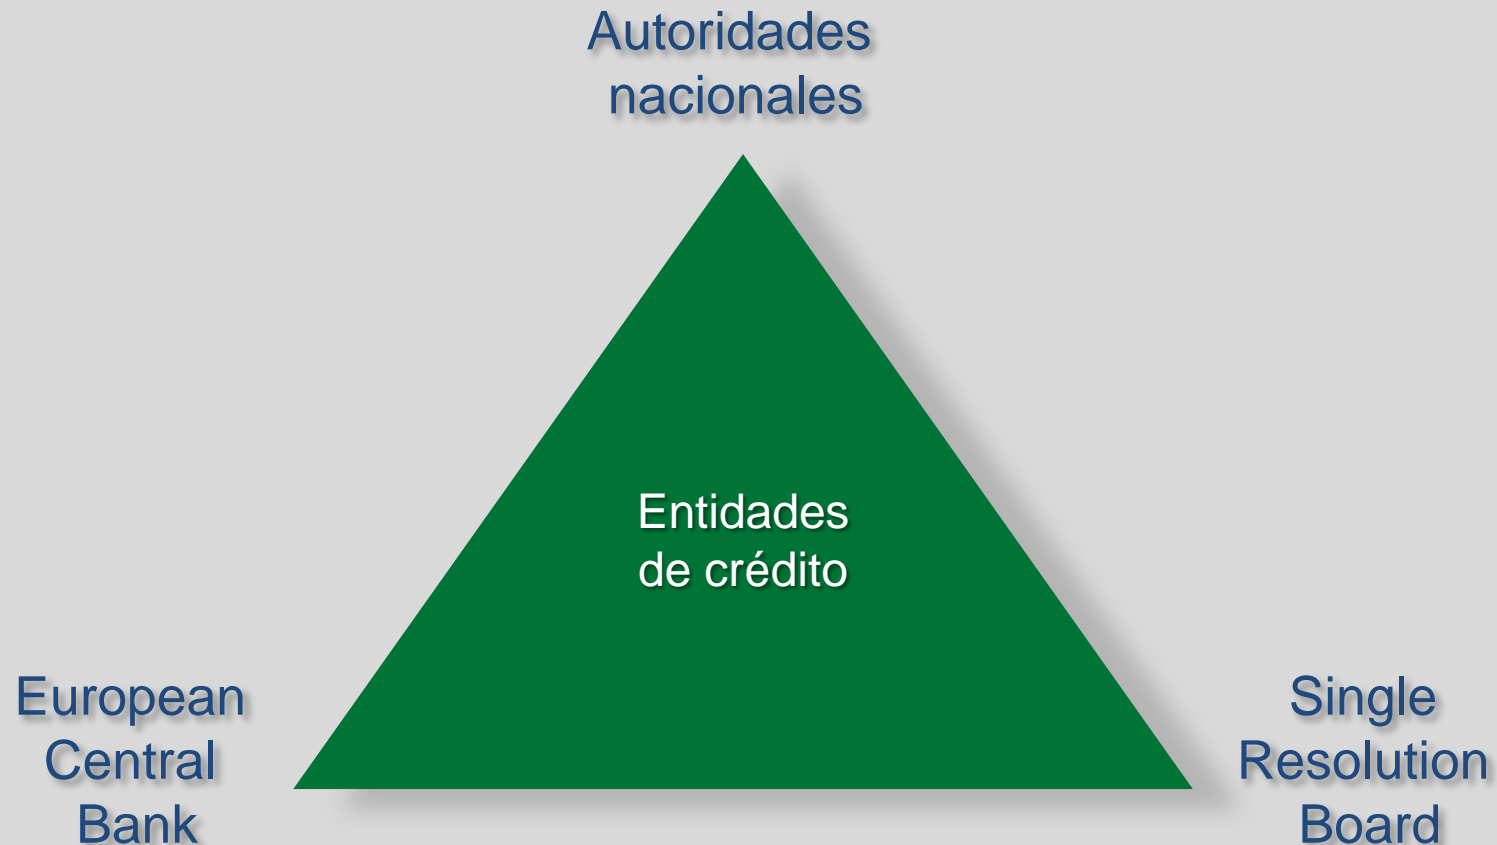 Autoridades
nacionales
Entidades
de crédito
European
Central
Bank
Single
Resolution
Board